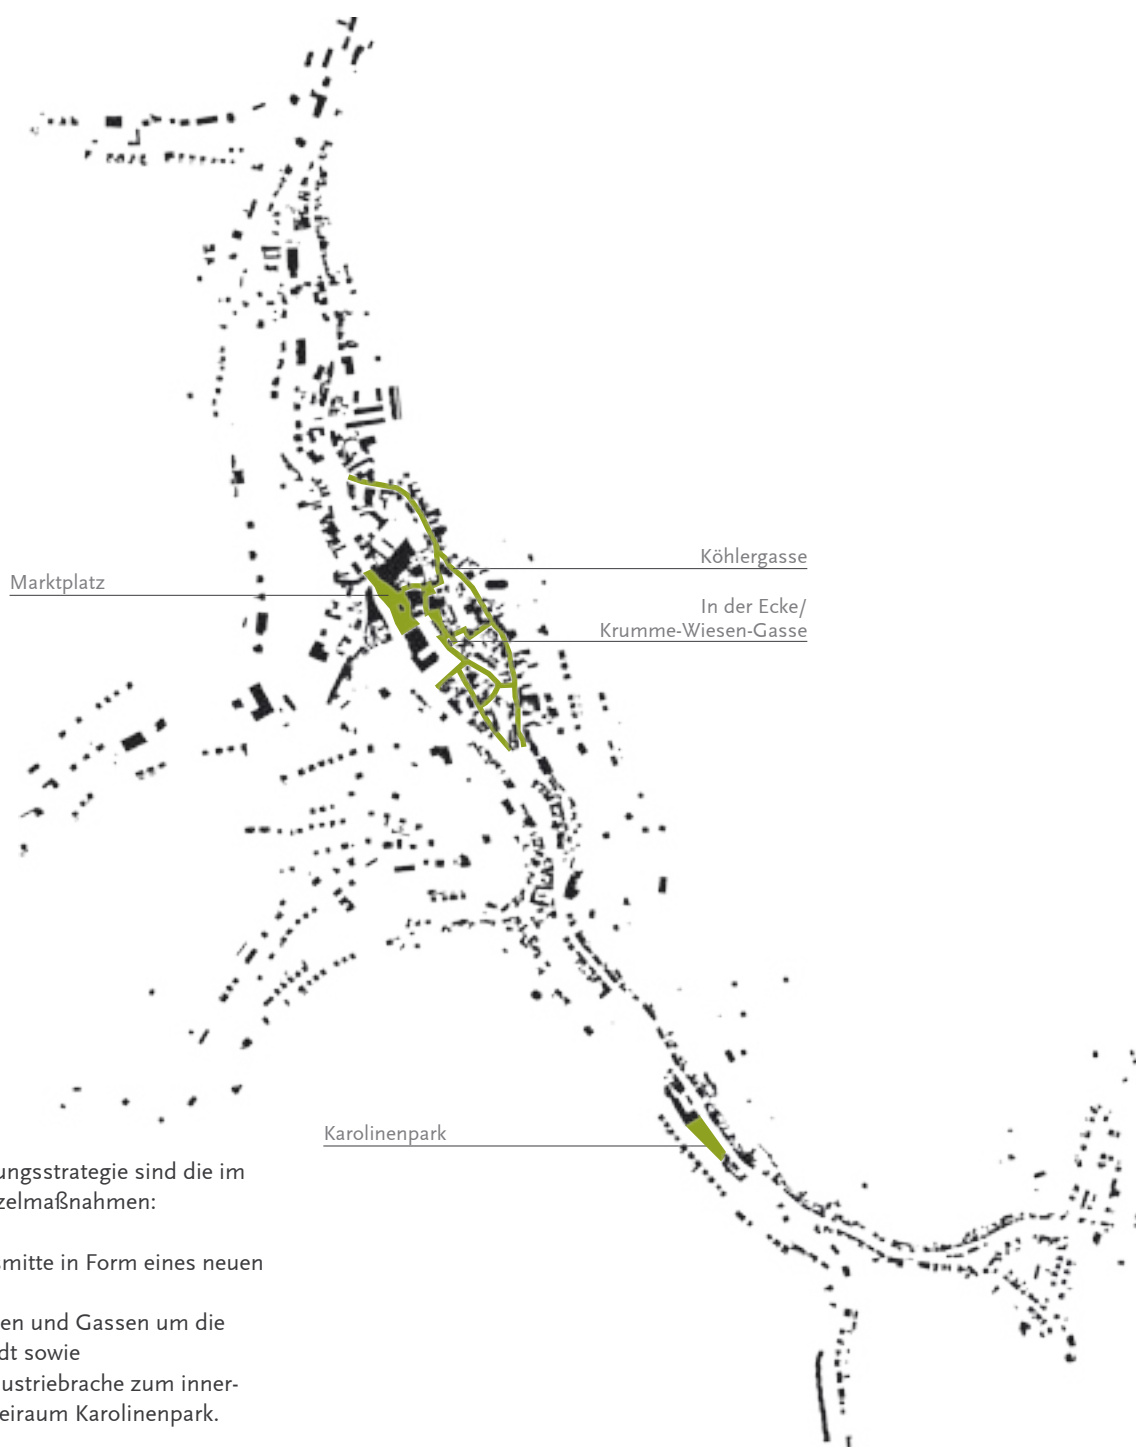 Köhlergasse
Marktplatz
In der Ecke/
Krumme-Wiesen-Gasse
Karolinenpark
ungsstrategie sind die im
zelmaßnahmen:
smitte in Form eines neuen
en und Gassen um die
dt sowie
ustriebrache zum inner-
eiraum Karolinenpark.